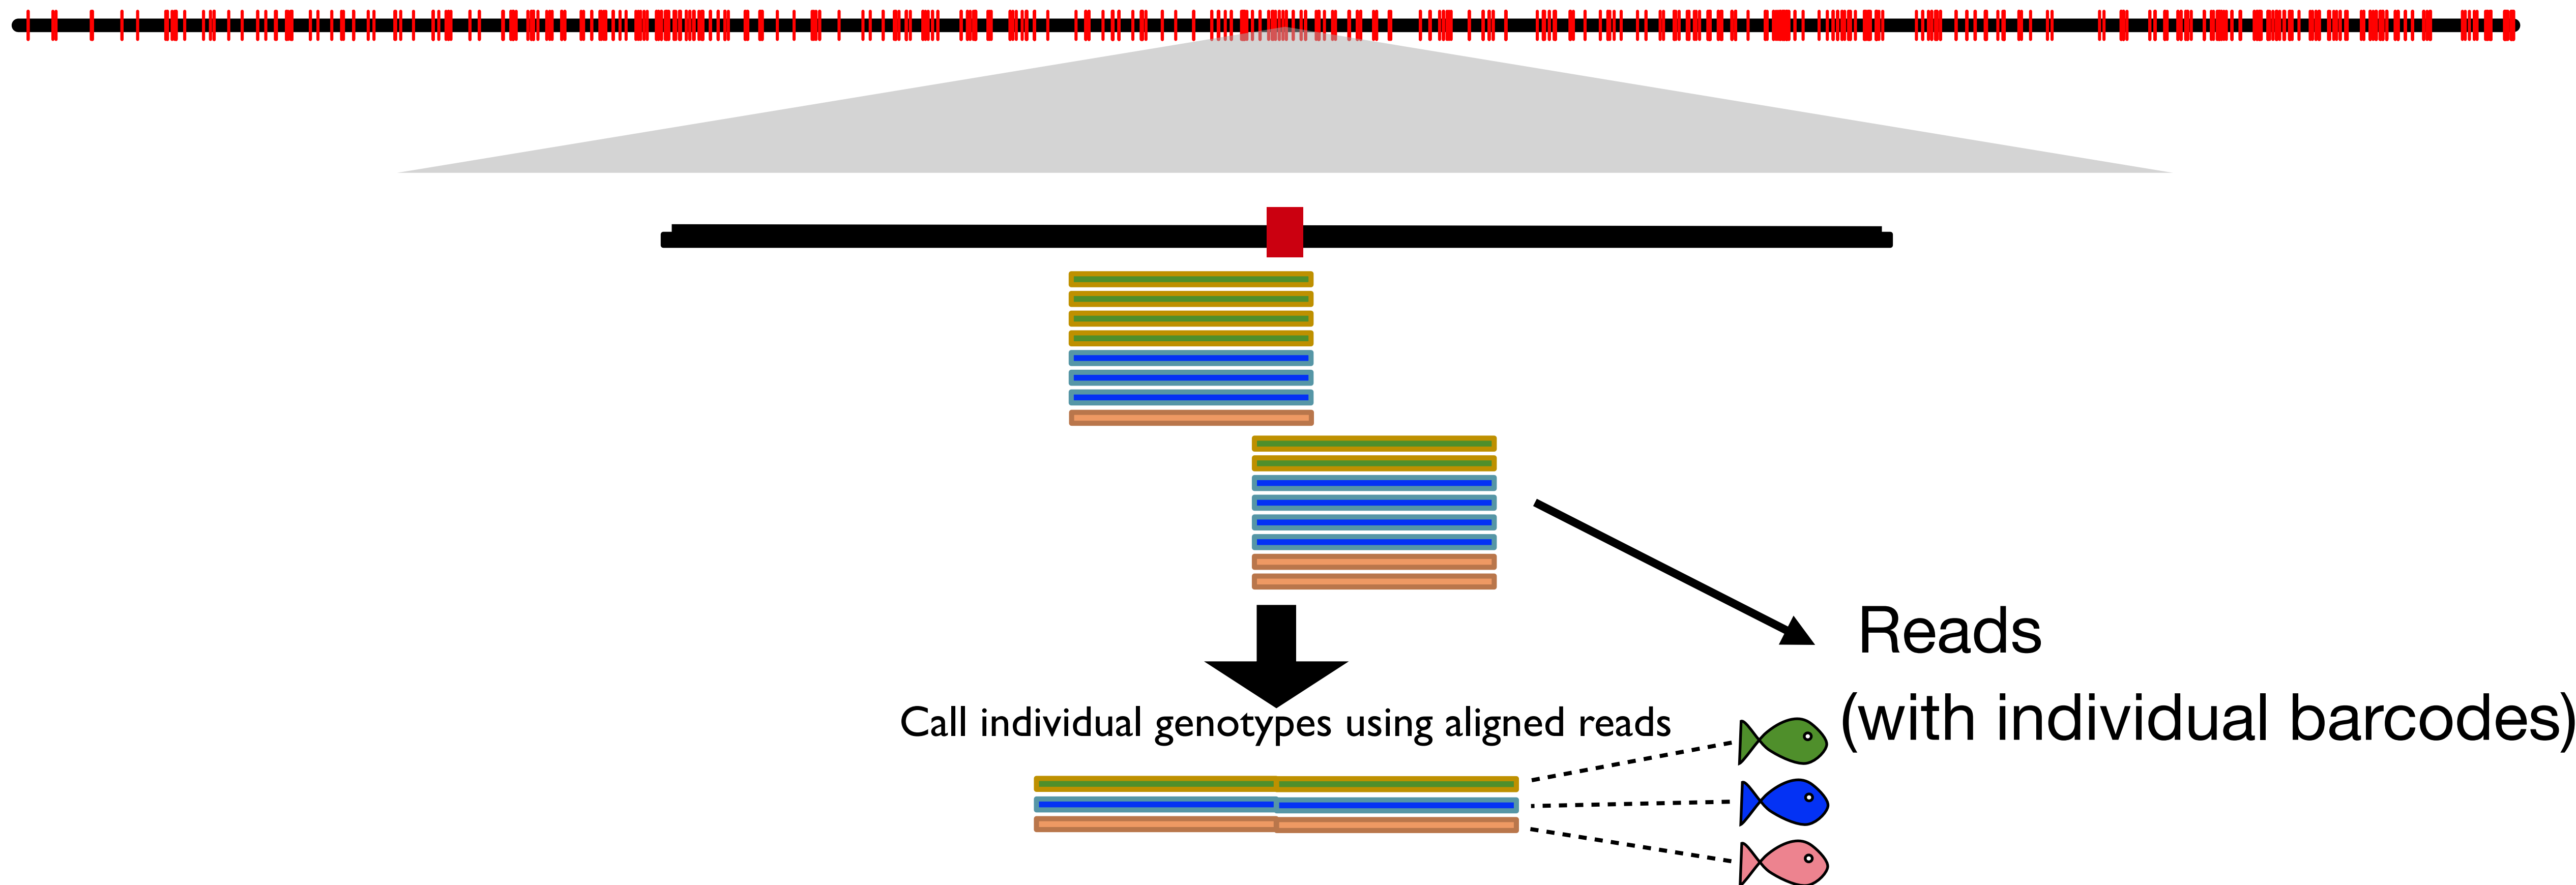 Reads
(with individual barcodes)
Call individual genotypes using aligned reads